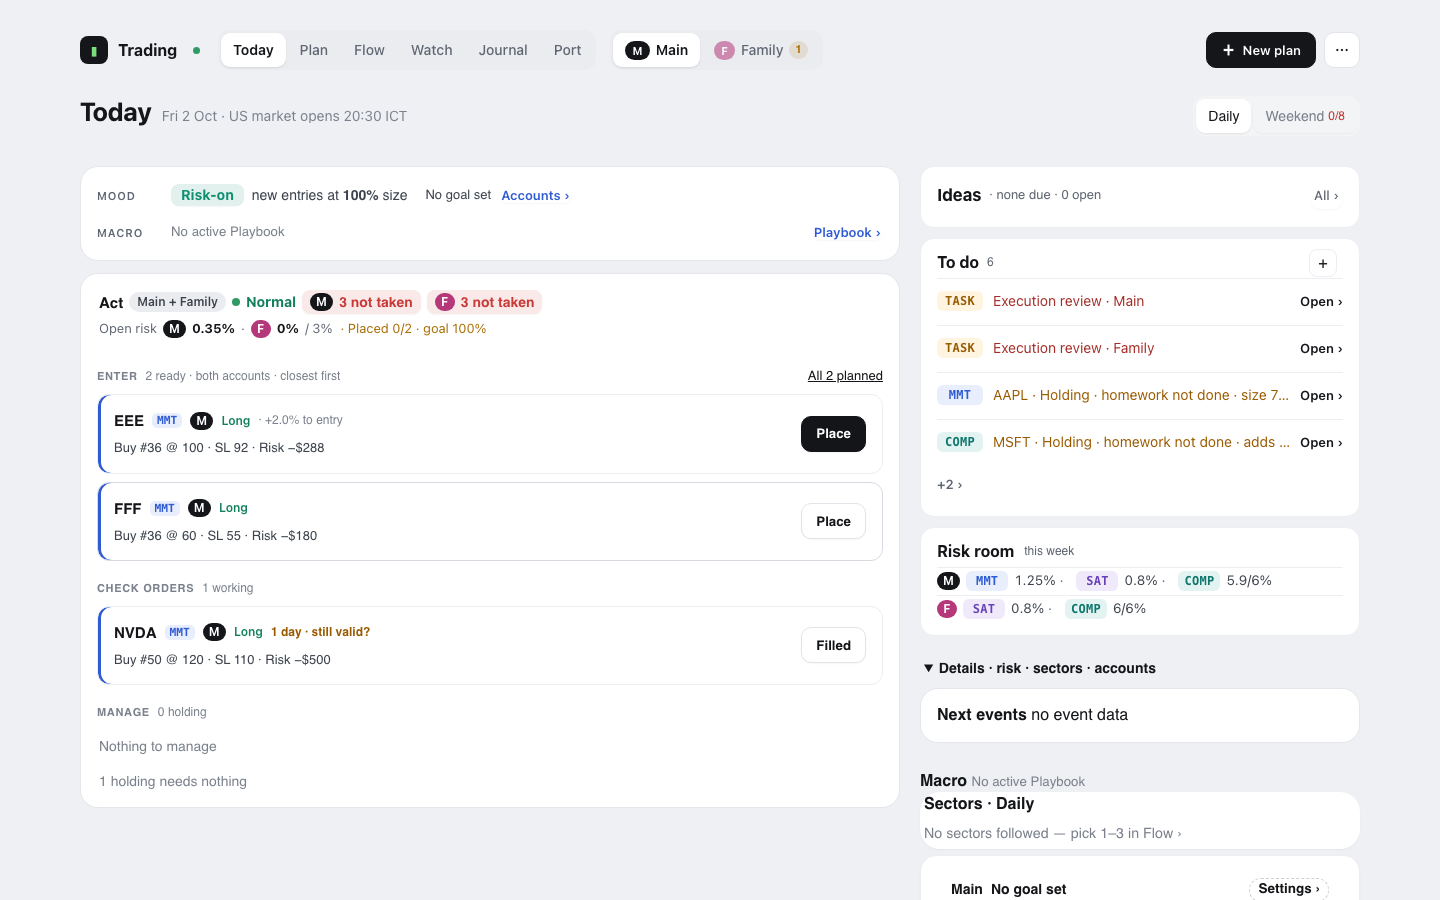 Trading
Today Plan Flow Watch Journal Port
M Main F Family 1
+ New plan ···
Today Fri 2 Oct · US market opens 20:30 ICT
Daily Weekend 0/8
MOOD Risk-on new entries at 100% size No goal set Accounts ›
MACRO No active Playbook Playbook ›
Act Main + Family Normal M 3 not taken F 3 not taken
Open risk M 0.35% · F 0% / 3% · Placed 0/2 · goal 100%
ENTER 2 ready · both accounts · closest first All 2 planned
EEE MMT M Long · +2.0% to entry
Buy #36 @ 100 · SL 92 · Risk −$288
Place
FFF MMT M Long
Buy #36 @ 60 · SL 55 · Risk −$180
Place
CHECK ORDERS 1 working
NVDA MMT M Long 1 day · still valid?
Buy #50 @ 120 · SL 110 · Risk −$500
Filled
MANAGE 0 holding
Nothing to manage
1 holding needs nothing
Ideas · none due · 0 open All ›
To do 6 +
TASK Execution review · Main Open ›
TASK Execution review · Family Open ›
MMT AAPL · Holding · homework not done · size 7... Open ›
COMP MSFT · Holding · homework not done · adds ... Open ›
+2 ›
Risk room this week
M MMT 1.25% · SAT 0.8% · COMP 5.9/6%
F SAT 0.8% · COMP 6/6%
▼ Details · risk · sectors · accounts
Next events no event data
Macro No active Playbook
Sectors · Daily
No sectors followed — pick 1–3 in Flow ›
Main No goal set Settings ›